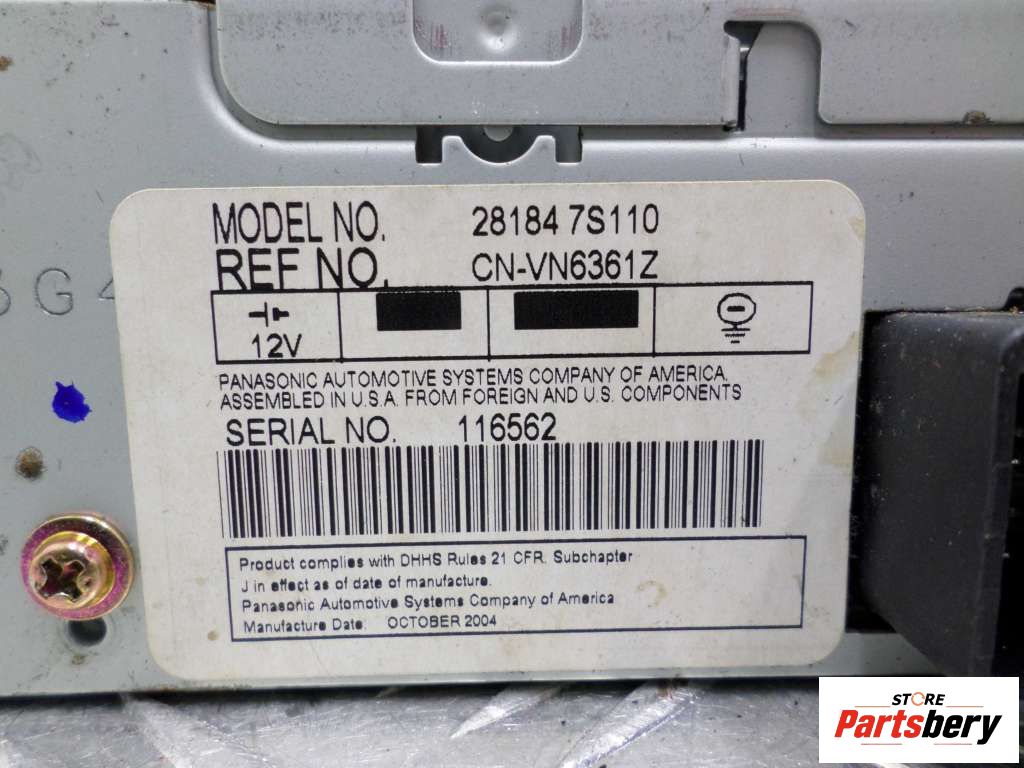 MODEL NO. 28184 7S110
REF NO. CN-VN6361Z
12V
PANASONIC AUTOMOTIVE SYSTEMS COMPANY OF AMERICA.
ASSEMBLED IN U.S.A. FROM FOREIGN AND U.S. COMPONENTS
SERIAL NO. 116562
Product complies with DHHS Rules 21 CFR. Subchapter
J in effect as of date of manufacture.
Panasonic Automotive Systems Company of America
Manufacture Date: OCTOBER 2004
G4
STORE
Partsbery